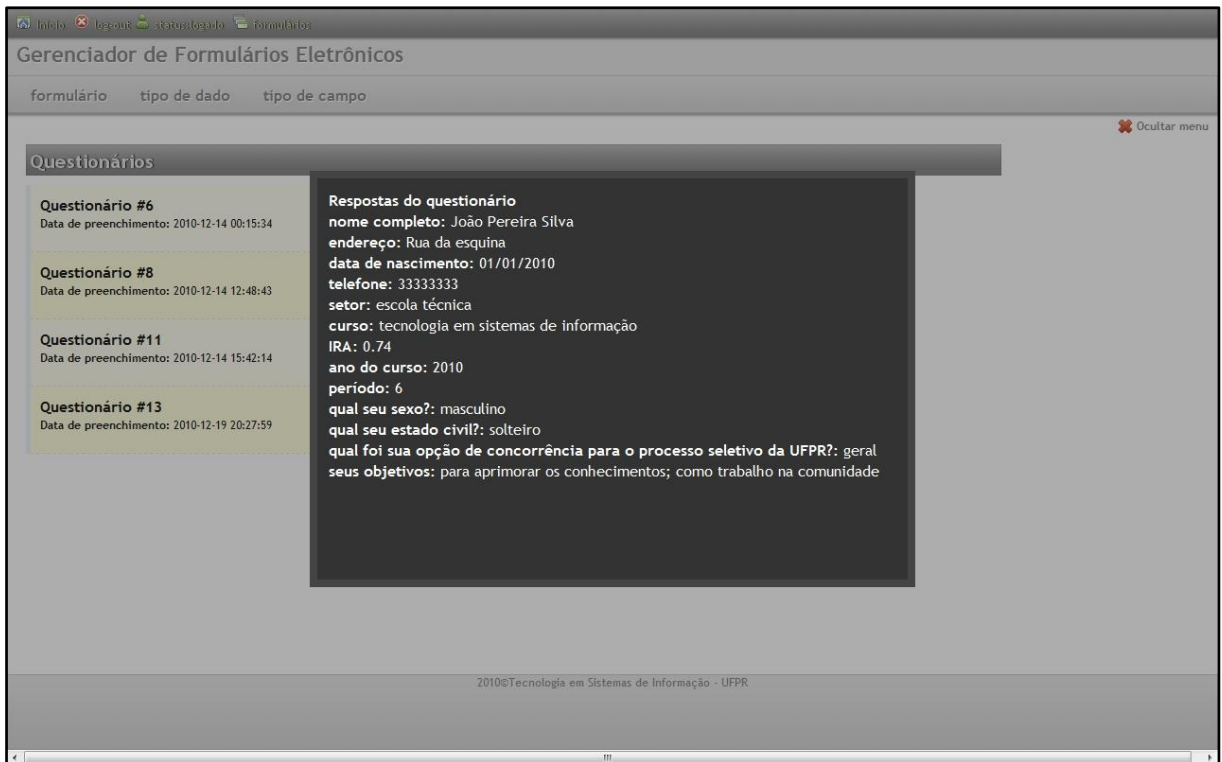 Início logout status:logado formulários
Gerenciador de Formulários Eletrônicos
formulário tipo de dado tipo de campo
Ocultar menu
Questionários
Questionário #6
Data de preenchimento: 2010-12-14 00:15:34
Questionário #8
Data de preenchimento: 2010-12-14 12:48:43
Questionário #11
Data de preenchimento: 2010-12-14 15:42:14
Questionário #13
Data de preenchimento: 2010-12-19 20:27:59
Respostas do questionário
nome completo: João Pereira Silva
endereço: Rua da esquina
data de nascimento: 01/01/2010
telefone: 33333333
setor: escola técnica
curso: tecnologia em sistemas de informação
IRA: 0.74
ano do curso: 2010
período: 6
qual seu sexo?: masculino
qual seu estado civil?: solteiro
qual foi sua opção de concorrência para o processo seletivo da UFPR?: geral
seus objetivos: para aprimorar os conhecimentos; como trabalho na comunidade
2010©Tecnologia em Sistemas de Informação - UFPR